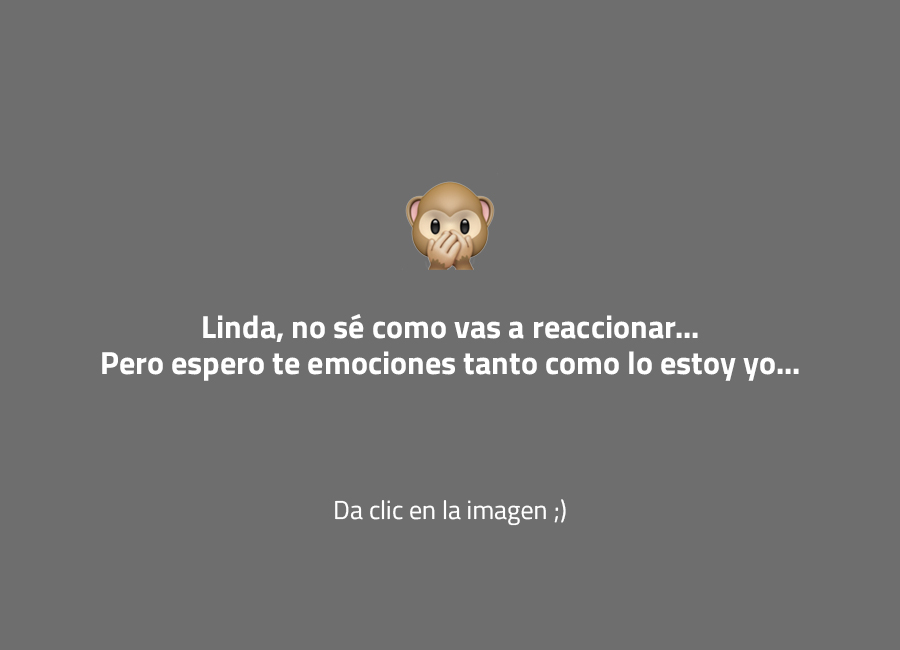 Linda, no sé como vas a reaccionar...
Pero espero te emociones tanto como lo estoy yo...
Da clic en la imagen ;)